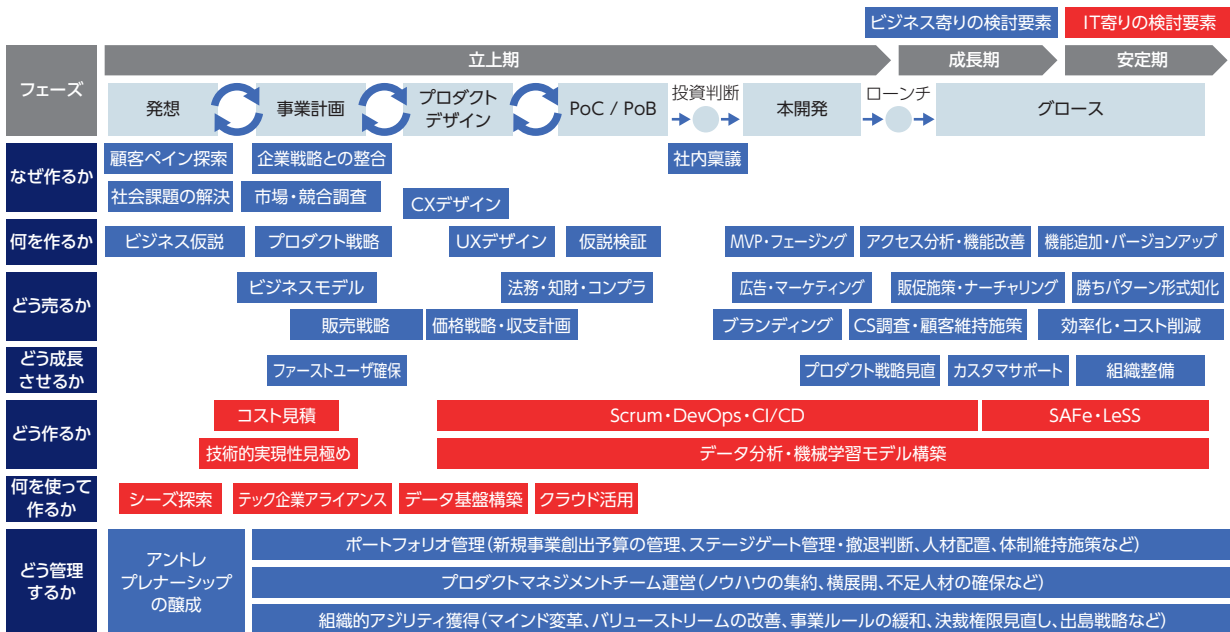 ビジネス寄りの検討要素
IT寄りの検討要素
フェーズ
立上期
成長期
安定期
発想
事業計画
プロダクト
デザイン
PoC / PoB
投資判断
本開発
ローンチ
グロース
なぜ作るか
顧客ペイン探索
企業戦略との整合
社内稟議
社会課題の解決
市場・競合調査
CXデザイン
何を作るか
ビジネス仮説
プロダクト戦略
UXデザイン
仮説検証
MVP・フェージング
アクセス分析・機能改善
機能追加・バージョンアップ
どう売るか
ビジネスモデル
法務・知財・コンプラ
広告・マーケティング
販促施策・ナーチャリング
勝ちパターン形式知化
販売戦略
価格戦略・収支計画
ブランディング
CS調査・顧客維持施策
効率化・コスト削減
どう成長
させるか
ファーストユーザ確保
プロダクト戦略見直
カスタマサポート
組織整備
どう作るか
コスト見積
Scrum・DevOps・CI/CD
SAFe・LeSS
技術的実現性見極め
データ分析・機械学習モデル構築
何を使って
作るか
シーズ探索
テック企業アライアンス
データ基盤構築
クラウド活用
どう管理
するか
アントレ
プレナーシップ
の醸成
ポートフォリオ管理(新規事業創出予算の管理、ステージゲート管理・撤退判断、人材配置、体制維持施策など)
プロダクトマネジメントチーム運営(ノウハウの集約、横展開、不足人材の確保など)
組織的アジリティ獲得(マインド変革、バリューストリームの改善、事業ルールの緩和、決裁権限見直し、出島戦略など)